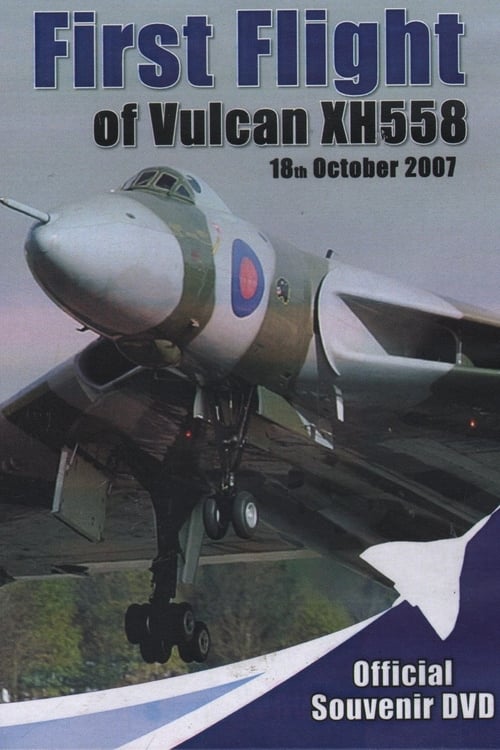 First Flight
of Vulcan XH558
18th October 2007
Official
Souvenir DVD